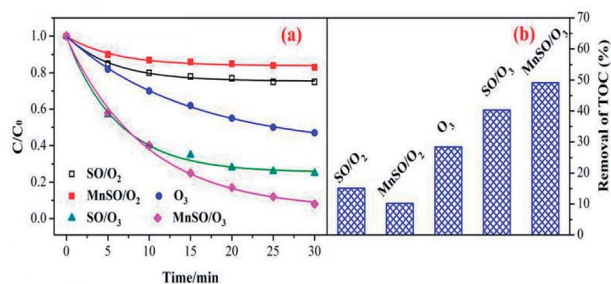 (a)
C/C₀
1.0
0.8
0.6
0.4
0.2
0.0
SO/O₂
MnSO/O₂
O₃
SO/O₃
MnSO/O₃
0 5 10 15 20 25 30
Time/min
(b)
SO/O₂
MnSO/O₂
O₃
SO/O₃
MnSO/O₃
70
60
50
40
30
20
10
0
Removal of TOC (%)